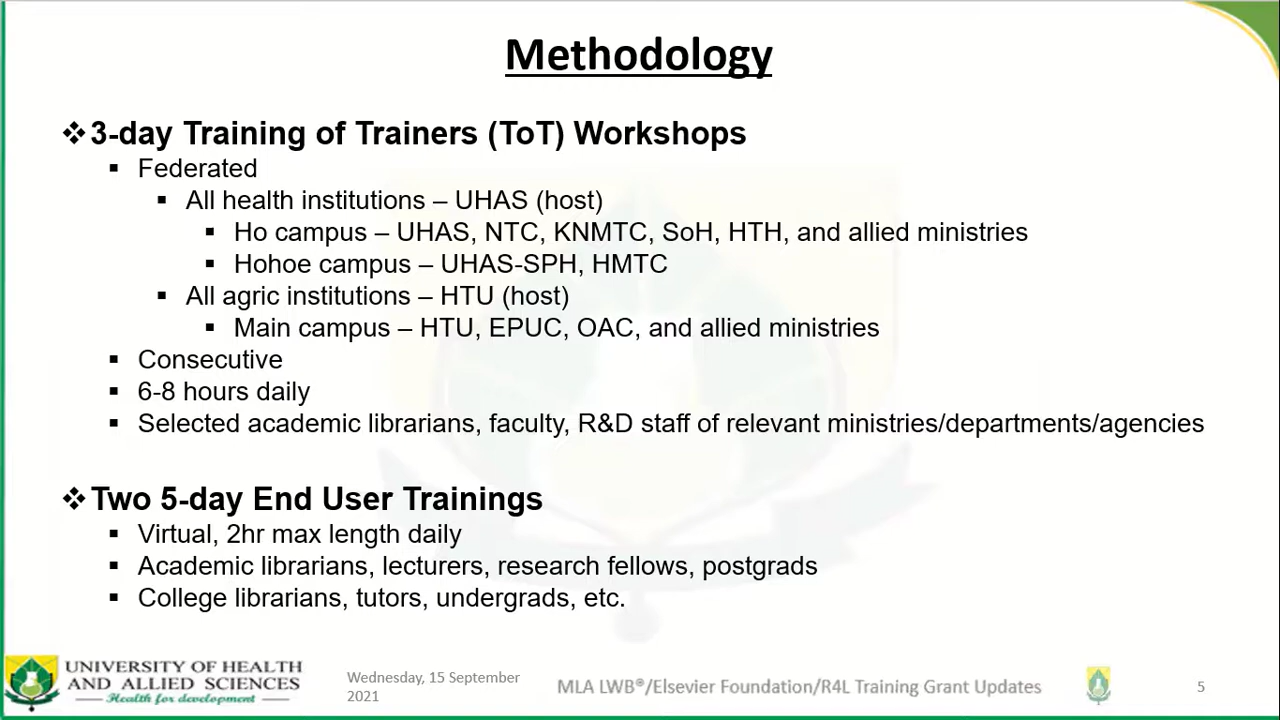 Methodology
❖3-day Training of Trainers (ToT) Workshops
▪ Federated
▪ All health institutions – UHAS (host)
▪ Ho campus – UHAS, NTC, KNMTC, SoH, HTH, and allied ministries
▪ Hohoe campus – UHAS-SPH, HMTC
▪ All agric institutions – HTU (host)
▪ Main campus – HTU, EPUC, OAC, and allied ministries
▪ Consecutive
▪ 6-8 hours daily
▪ Selected academic librarians, faculty, R&D staff of relevant ministries/departments/agencies
❖Two 5-day End User Trainings
▪ Virtual, 2hr max length daily
▪ Academic librarians, lecturers, research fellows, postgrads
▪ College librarians, tutors, undergrads, etc.
UNIVERSITY OF HEALTH
AND ALLIED SCIENCES
Health for development
Wednesday, 15 September
2021
MLA LWB®/Elsevier Foundation/R4L Training Grant Updates
5